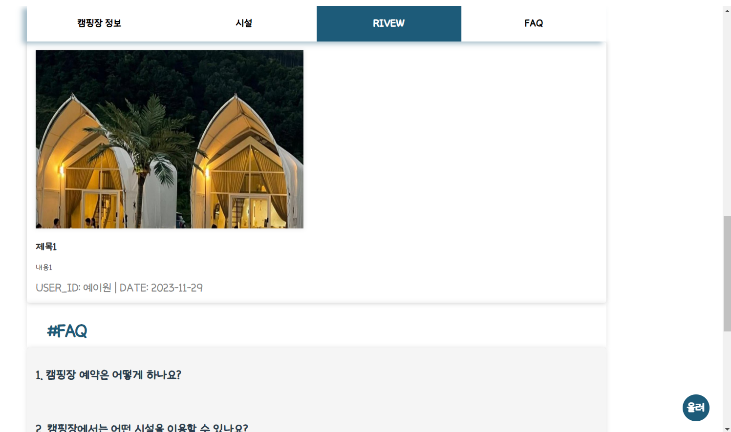 캠핑장 정보
시설
RIVEW
FAQ
제목1
내용1
USER_ID: 예이원 | DATE: 2023-11-29
#FAQ
1. 캠핑장 예약은 어떻게 하나요?
2. 캠핑장에서는 어떤 시설을 이용할 수 있나요?
올려